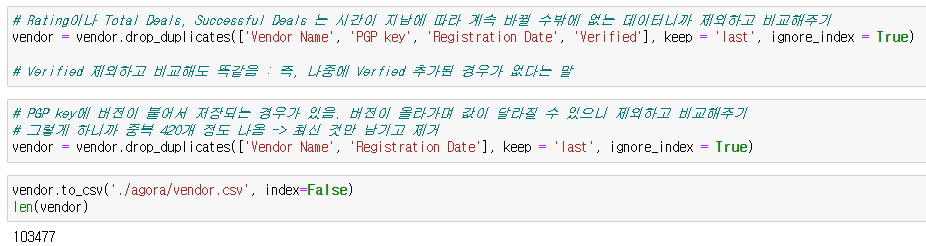 # Rating이나 Total Deals, Successful Deals 는 시간이 지남에 따라 계속 바뀔 수밖에 없는 데이터니까 제외하고 비교해주기
vendor = vendor.drop_duplicates(['Vendor Name', 'PGP key', 'Registration Date', 'Verified'], keep = 'last', ignore_index = True)
# Verified 제외하고 비교해도 똑같음 : 즉, 나중에 Verfied 추가된 경우가 없다는 말
# PGP key에 버전이 붙어서 저장되는 경우가 있음. 버전이 올라가며 값이 달라질 수 있으니 제외하고 비교해주기
# 그렇게 하니까 중복 420개 정도 나옴 -> 최신 것만 남기고 제거
vendor = vendor.drop_duplicates(['Vendor Name', 'Registration Date'], keep = 'last', ignore_index = True)
vendor.to_csv('./agora/vendor.csv', index=False)
len(vendor)
103477